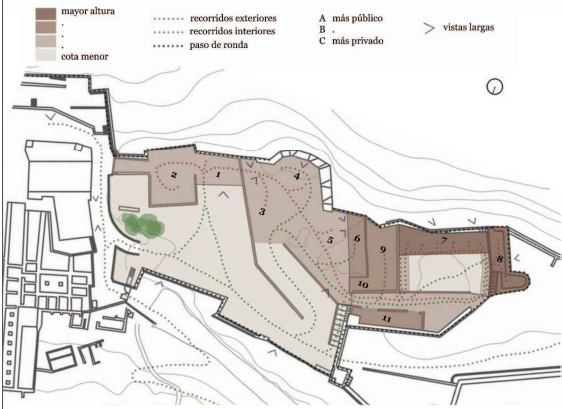 mayor altura
.
.
cota menor
recorridos exteriores
recorridos interiores
paso de ronda
A más público
B .
C más privado
vistas largas
1
2
3
4
5
6
7
8
9
10
11